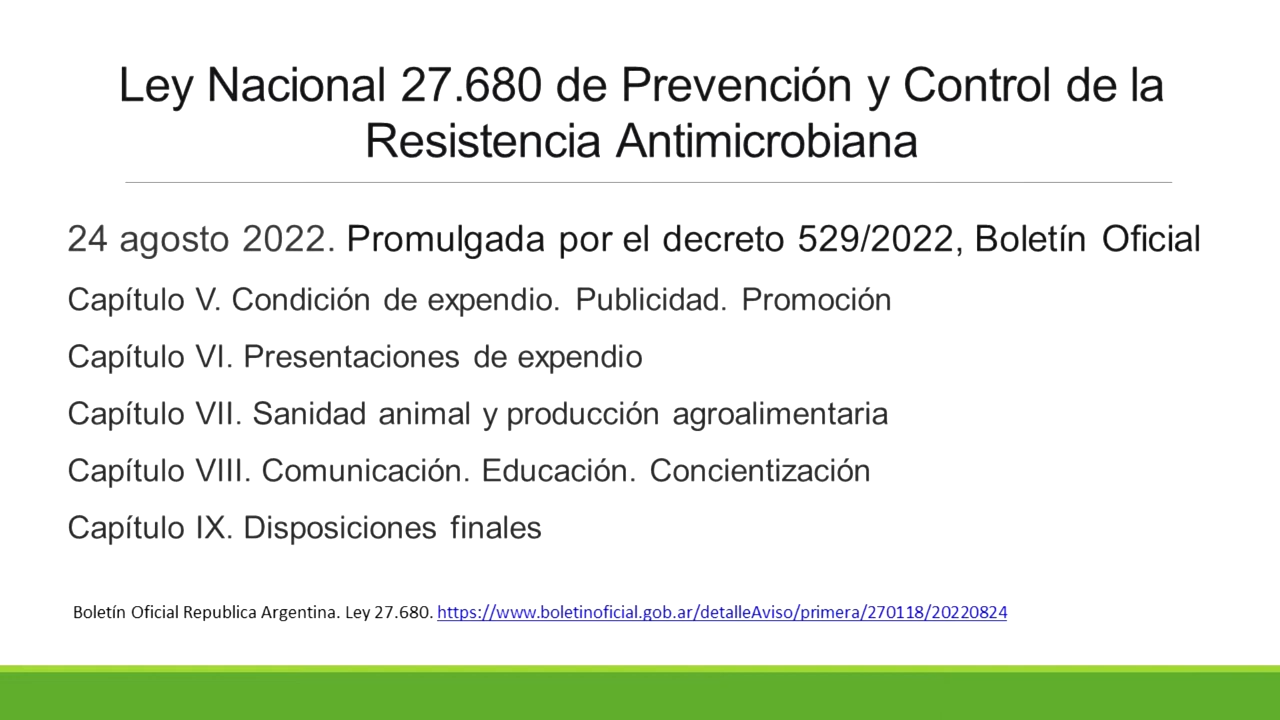 Ley Nacional 27.680 de Prevención y Control de la
Resistencia Antimicrobiana
24 agosto 2022. Promulgada por el decreto 529/2022, Boletín Oficial
Capítulo V. Condición de expendio. Publicidad. Promoción
Capítulo VI. Presentaciones de expendio
Capítulo VII. Sanidad animal y producción agroalimentaria
Capítulo VIII. Comunicación. Educación. Concientización
Capítulo IX. Disposiciones finales
Boletín Oficial Republica Argentina. Ley 27.680. https://www.boletinoficial.gob.ar/detalleAviso/primera/270118/20220824